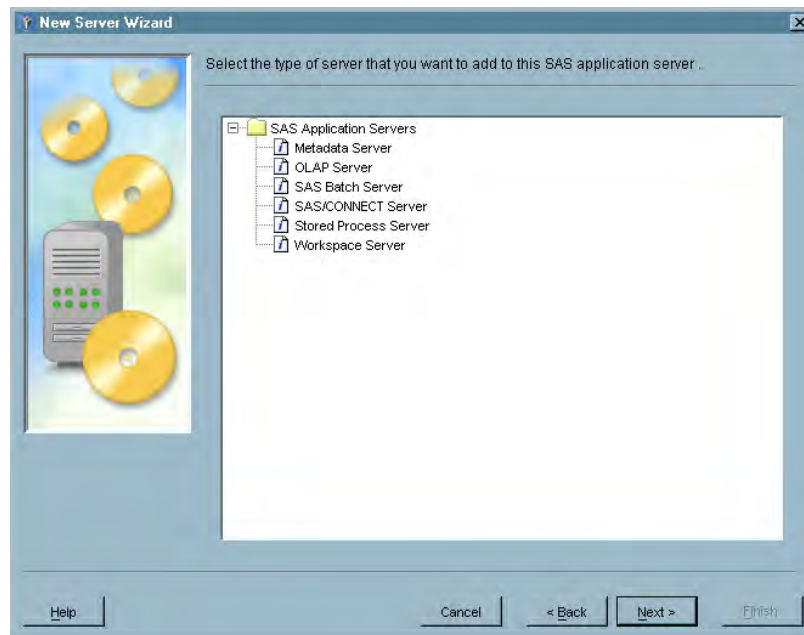 New Server Wizard
Select the type of server that you want to add to this SAS application server .
SAS Application Servers
Metadata Server
OLAP Server
SAS Batch Server
SAS/CONNECT Server
Stored Process Server
Workspace Server
Help Cancel < Back Next > Finish